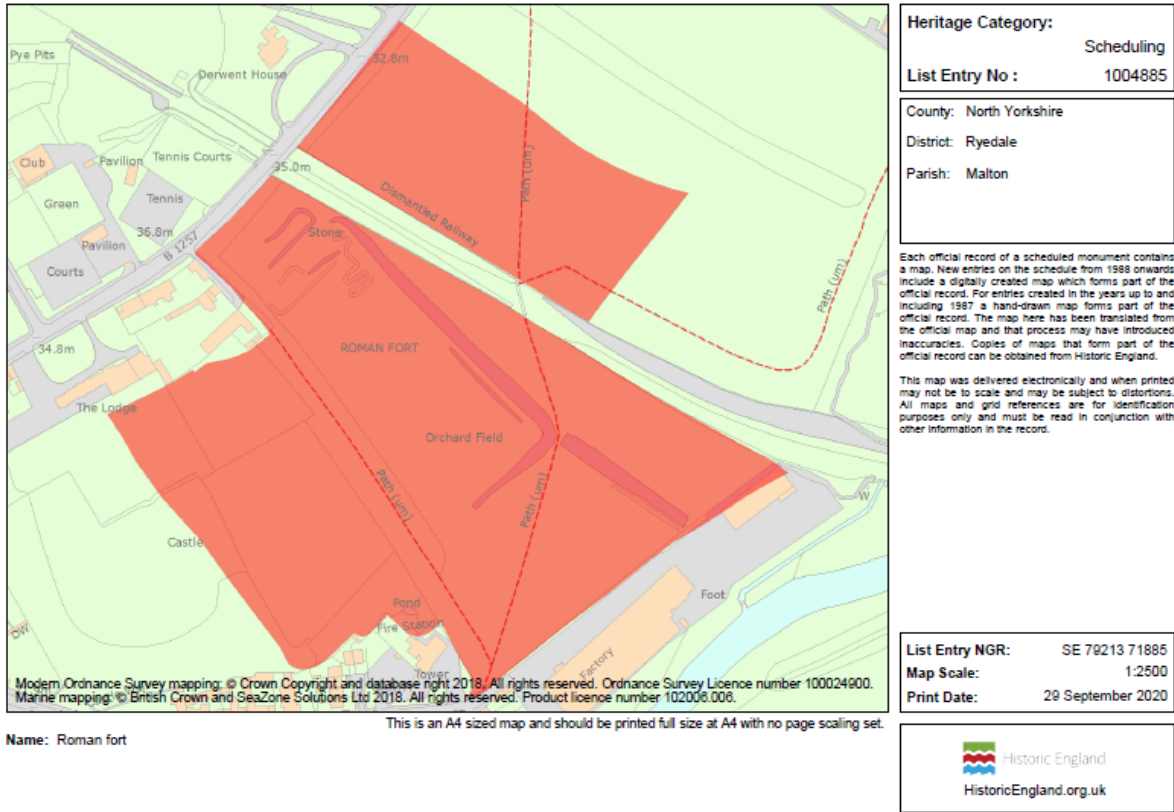 Pye Pits
Derwent House
32.8m
Club
Pavilion
Tennis Courts
35.0m
Path (um)
Green
Tennis
Dismantled Railway
36.8m
Stone
Pavilion
B 1257
Courts
Path (um)
34.8m
ROMAN FORT
The Lodge
Orchard Field
Path (um)
Path (um)
W
Castle
Pond
Foot
Fire Station
DW
Tower
Factory
Modern Ordnance Survey mapping: © Crown Copyright and database right 2018. All rights reserved. Ordnance Survey Licence number 100024900.
Marine mapping: © British Crown and SeaZone Solutions Ltd 2018. All rights reserved. Product licence number 102006.006.
This is an A4 sized map and should be printed full size at A4 with no page scaling set.
Name: Roman fort
Heritage Category:
Scheduling
List Entry No : 1004885
County: North Yorkshire
District: Ryedale
Parish: Malton
Each official record of a scheduled monument contains
a map. New entries on the schedule from 1988 onwards
include a digitally created map which forms part of the
official record. For entries created in the years up to and
including 1987 a hand-drawn map forms part of the
official record. The map here has been translated from
the official map and that process may have introduced
inaccuracies. Copies of maps that form part of the
official record can be obtained from Historic England.
This map was delivered electronically and when printed
may not be to scale and may be subject to distortions.
All maps and grid references are for identification
purposes only and must be read in conjunction with
other information in the record.
List Entry NGR: SE 79213 71885
Map Scale: 1:2500
Print Date: 29 September 2020
Historic England
HistoricEngland.org.uk